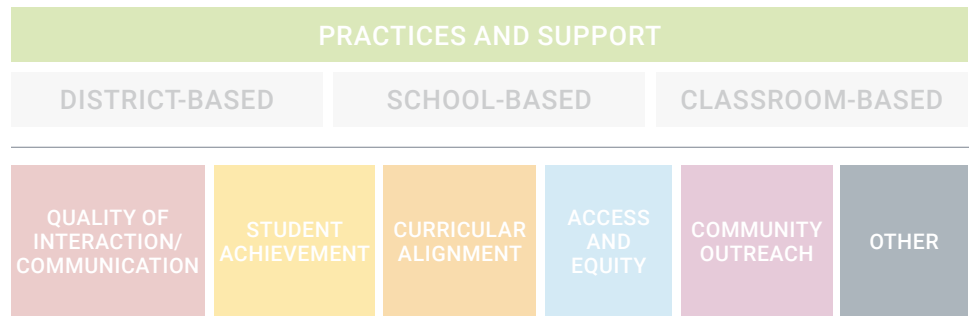 PRACTICES AND SUPPORT
DISTRICT-BASED
SCHOOL-BASED
CLASSROOM-BASED
QUALITY OF
INTERACTION/
COMMUNICATION
STUDENT
ACHIEVEMENT
CURRICULAR
ALIGNMENT
ACCESS
AND
EQUITY
COMMUNITY
OUTREACH
OTHER